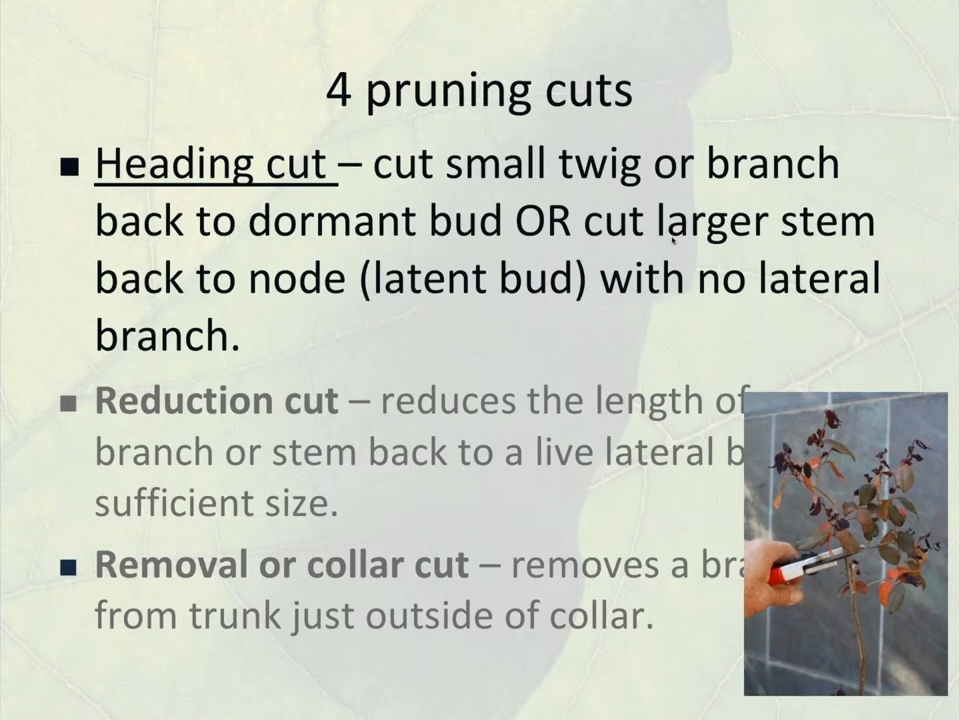 4 pruning cuts
■ Heading cut – cut small twig or branch
back to dormant bud OR cut larger stem
back to node (latent bud) with no lateral
branch.
■ Reduction cut – reduces the length of
branch or stem back to a live lateral
sufficient size.
■ Removal or collar cut – removes a
from trunk just outside of collar.